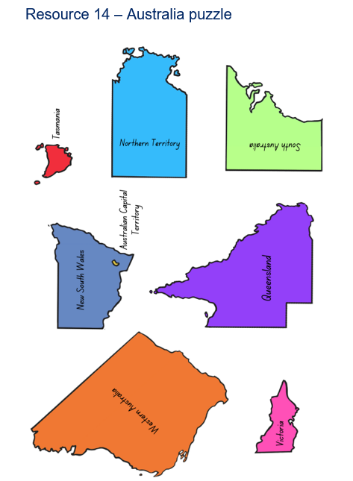 Resource 14 – Australia puzzle
Tasmania
Northern Territory
South Australia
Australian Capital
Territory
New South Wales
Queensland
Western Australia
Victoria